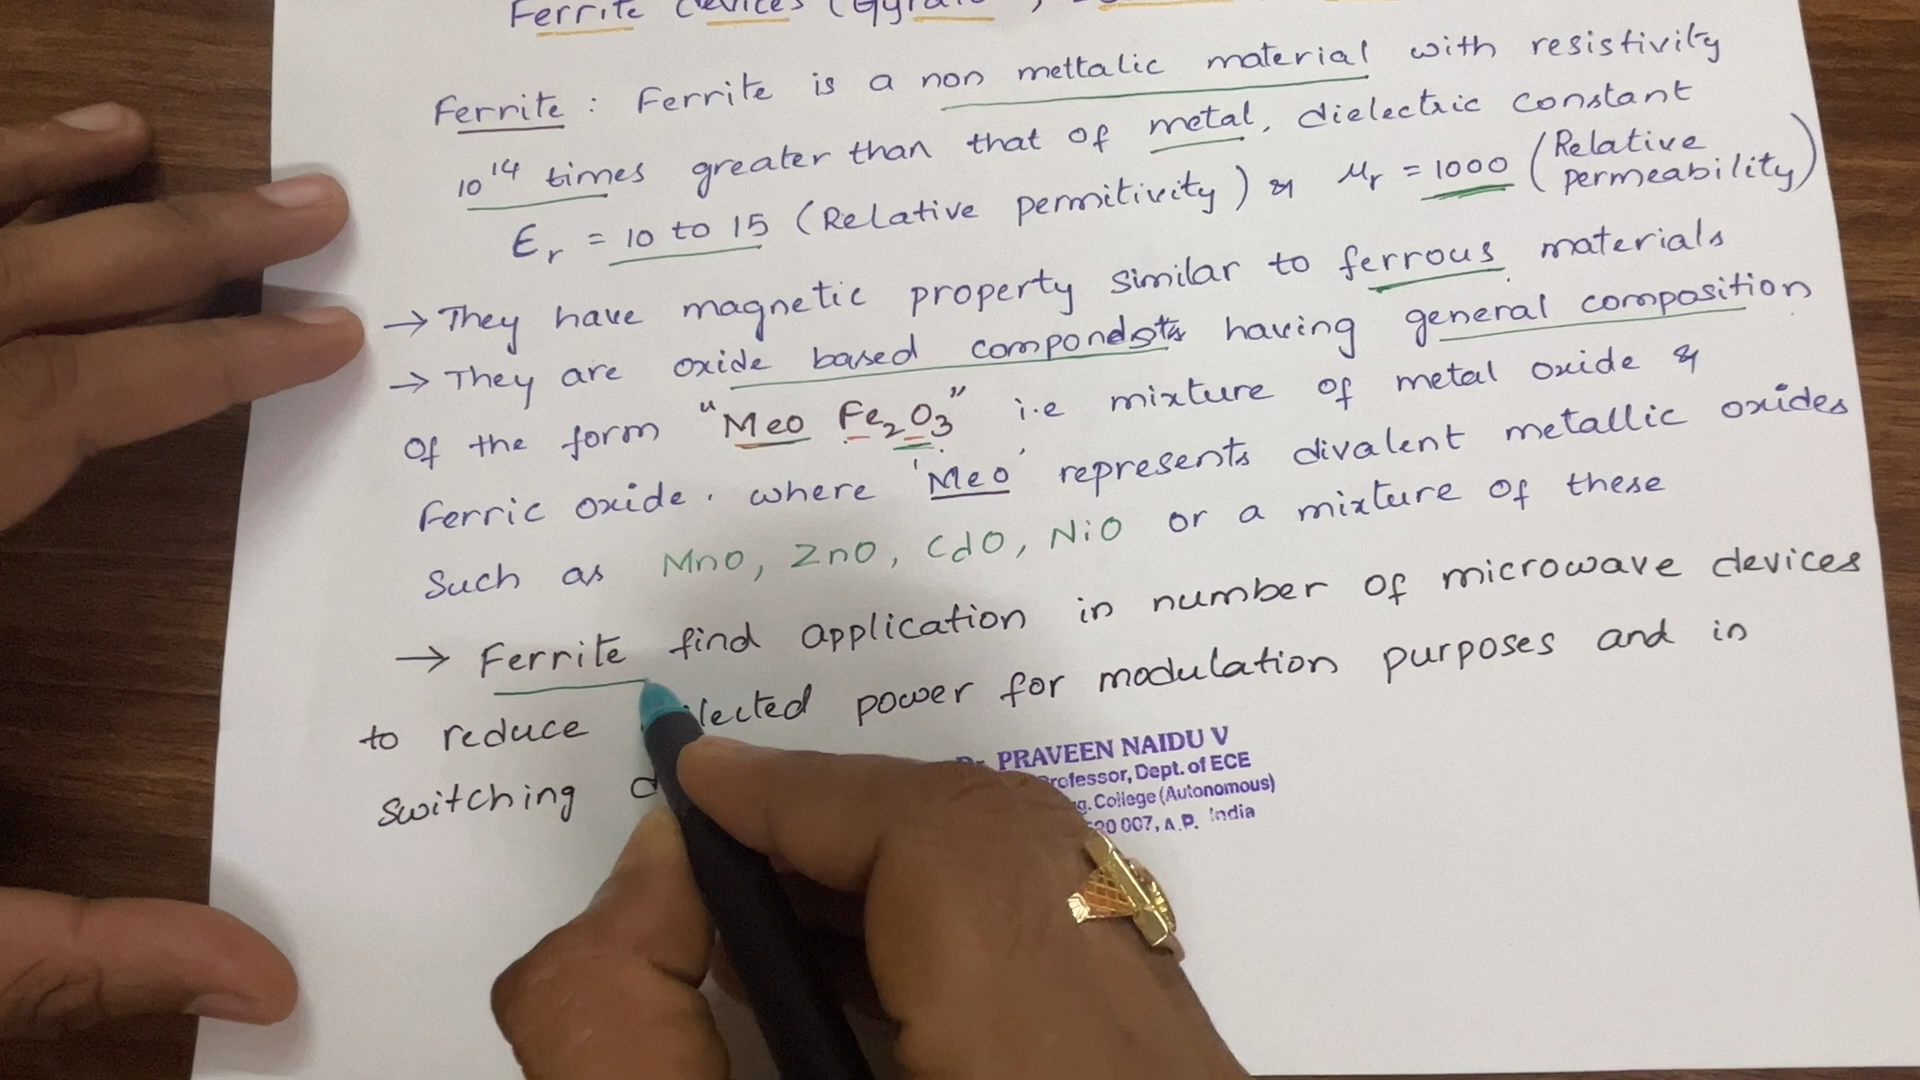 Ferrite devices
Ferrite : Ferrite is a non mettalic material with resistivity
10¹⁴ times greater than that of metal, dielectric constant
Єr = 10 to 15 (Relative permitivity) & μr = 1000 (Relative permeability)
→ They have magnetic property similar to ferrous materials
→ They are oxide based compondsts having general composition
of the form "Meo Fe₂O₃" i.e mixture of metal oxide &
Ferric oxide. where 'Meo' represents divalent metallic oxides
Such as MnO, ZnO, CdO, NiO or a mixture of these
→ Ferrite find application in number of microwave devices
to reduce power for modulation purposes and in
switching
PRAVEEN NAIDU V
Dept. of ECE
College (Autonomous)
007, A.P. India